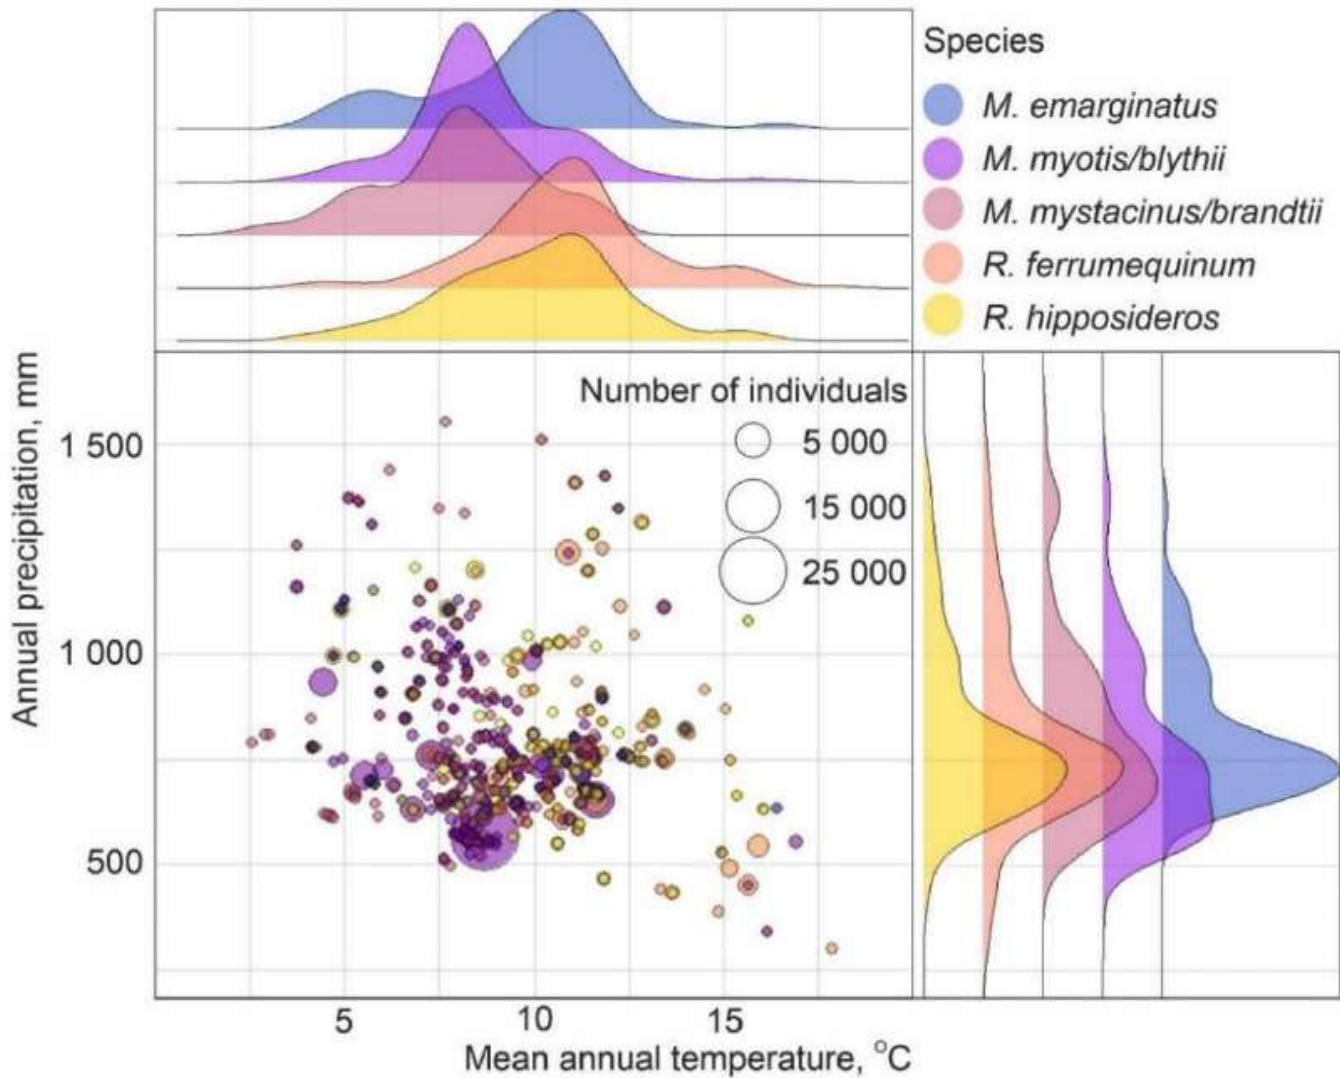 Species
M. emarginatus
M. myotis/blythii
M. mystacinus/brandtii
R. ferrumequinum
R. hipposideros
Number of individuals
5 000
15 000
25 000
Annual precipitation, mm
1 500
1 000
500
5 10 15
Mean annual temperature, °C